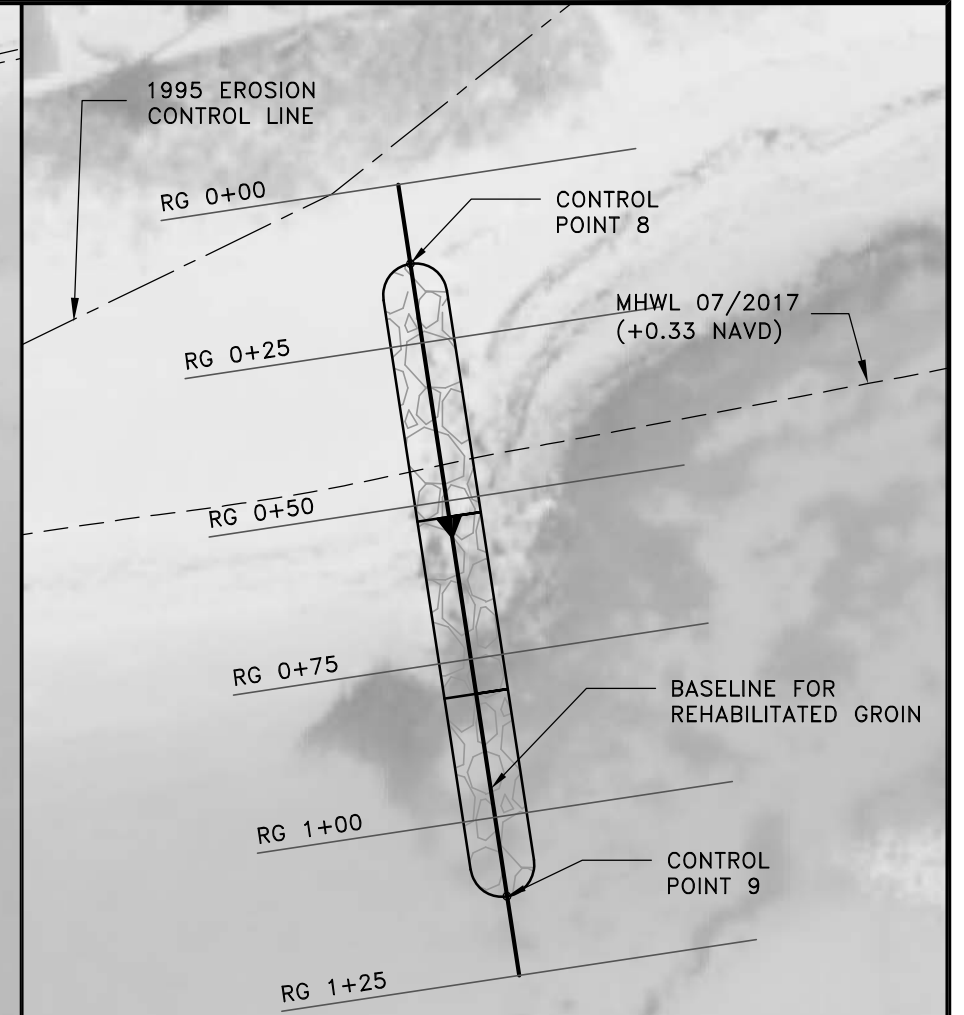 1995 EROSION
CONTROL LINE
RG 0+00
CONTROL
POINT 8
MHWL 07/2017
(+0.33 NAVD)
RG 0+25
RG 0+50
RG 0+75
BASELINE FOR
REHABILITATED GROIN
RG 1+00
CONTROL
POINT 9
RG 1+25